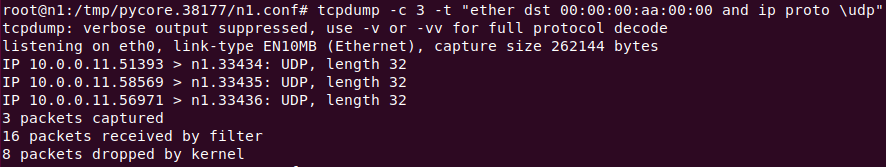 root@n1:/tmp/pycore.38177/n1.conf# tcpdump -c 3 -t "ether dst 00:00:00:aa:00:00 and ip proto \udp"
tcpdump: verbose output suppressed, use -v or -vv for full protocol decode
listening on eth0, link-type EN10MB (Ethernet), capture size 262144 bytes
IP 10.0.0.11.51393 > n1.33434: UDP, length 32
IP 10.0.0.11.58569 > n1.33435: UDP, length 32
IP 10.0.0.11.56971 > n1.33436: UDP, length 32
3 packets captured
16 packets received by filter
8 packets dropped by kernel